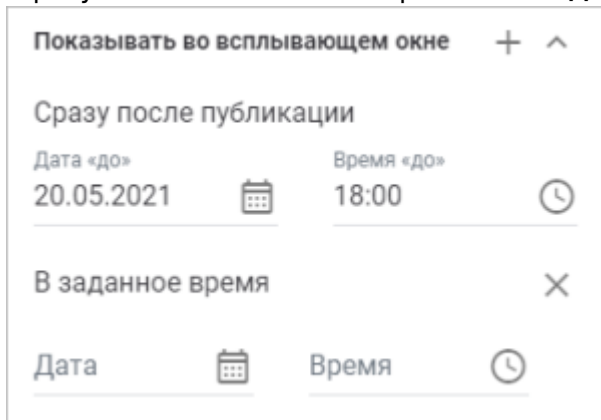 Показывать во всплывающем окне
Сразу после публикации
Дата «до» Время «до»
20.05.2021 18:00
В заданное время
Дата Время